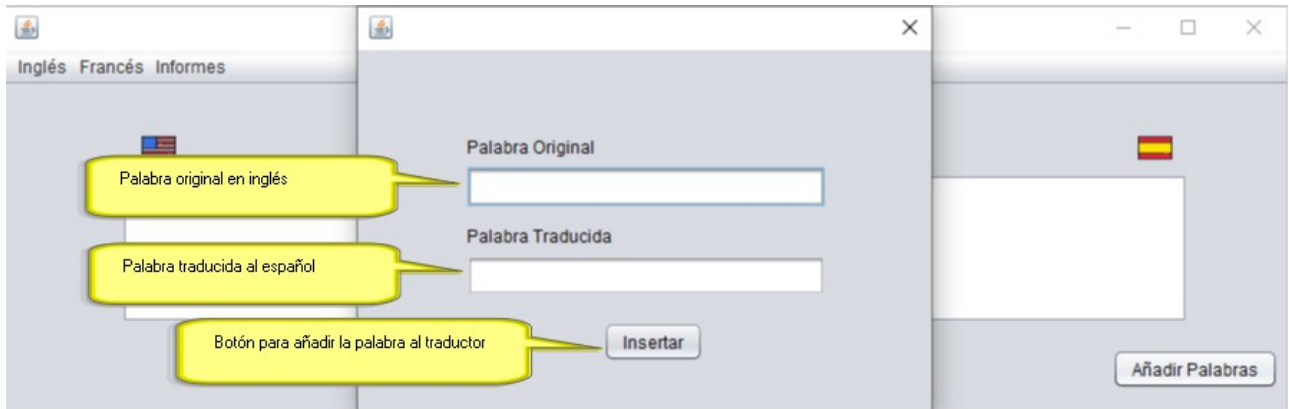 Inglés Francés Informes
Palabra Original
Palabra original en inglés
Palabra Traducida
Palabra traducida al español
Botón para añadir la palabra al traductor
Insertar
Añadir Palabras